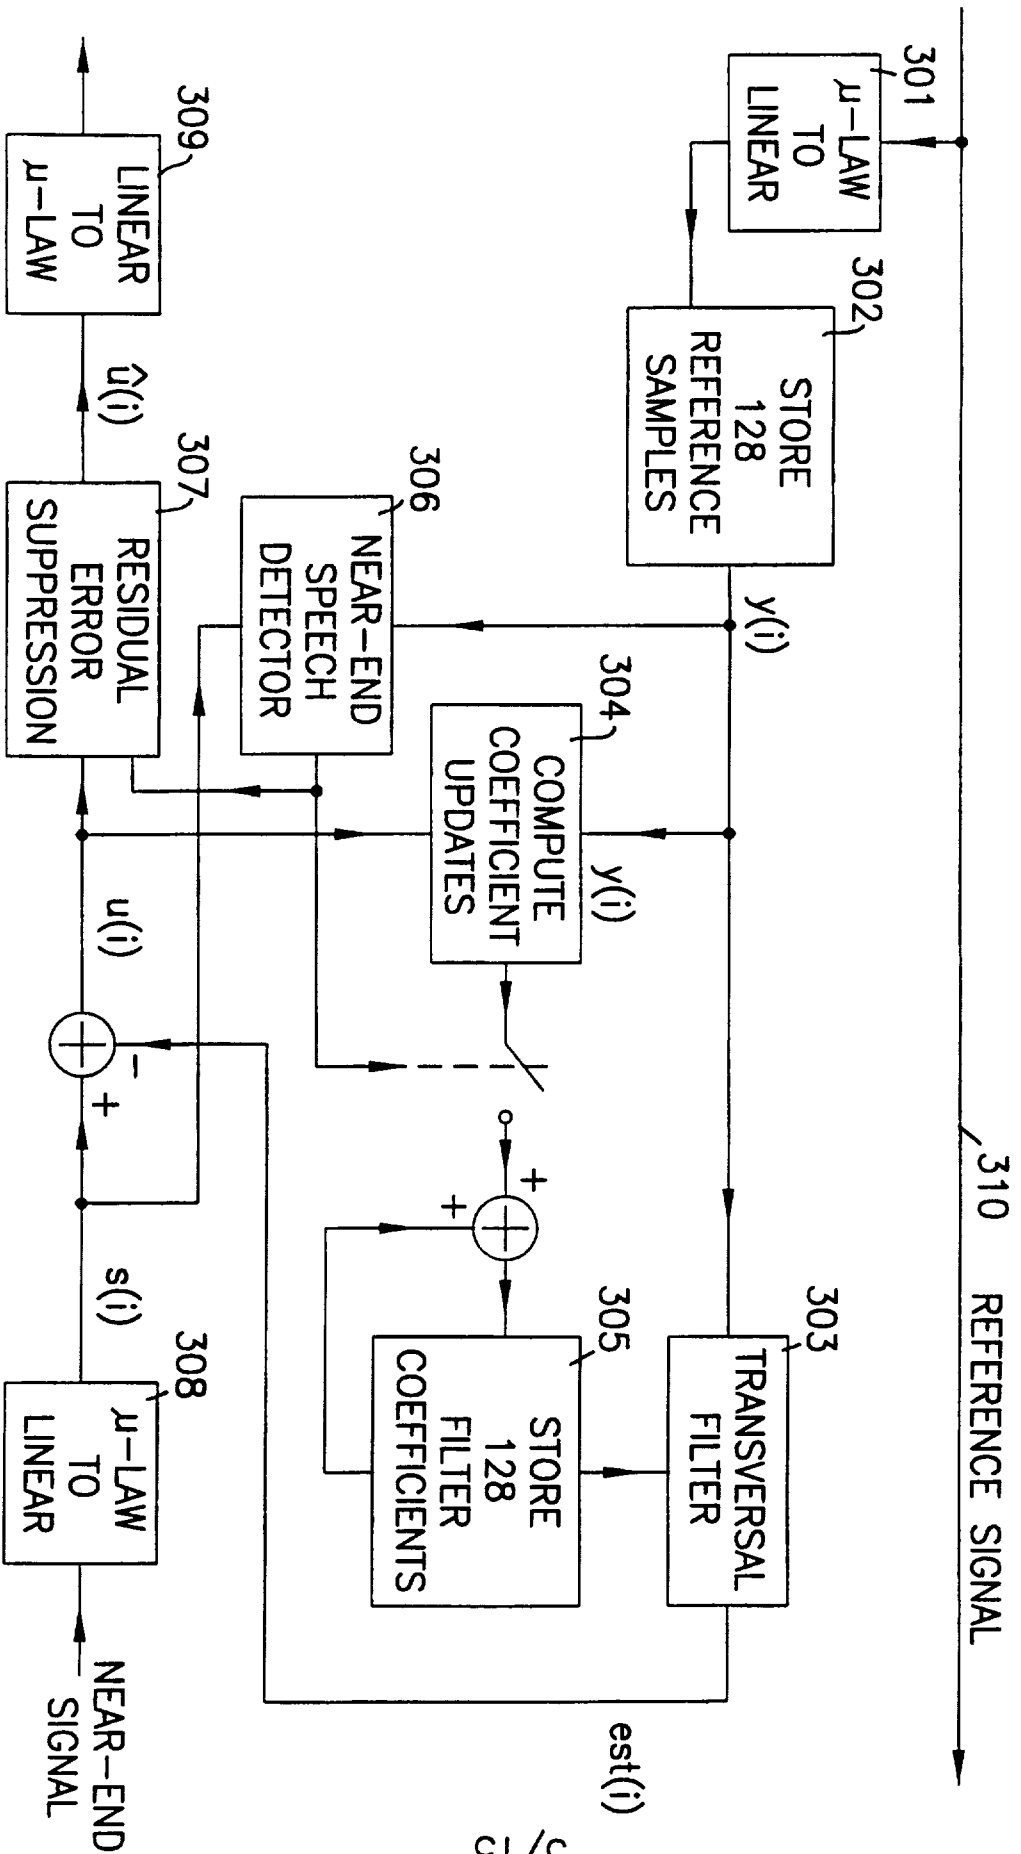 310 REFERENCE SIGNAL
301
μ-LAW
TO
LINEAR
302
STORE
128
REFERENCE
SAMPLES
y(i)
303
TRANSVERSAL
FILTER
304
COMPUTE
COEFFICIENT
UPDATES
y(i)
305
STORE
128
FILTER
COEFFICIENTS
+
+
est(i)
306
NEAR-END
SPEECH
DETECTOR
309
LINEAR
TO
μ-LAW
û(i)
307
RESIDUAL
ERROR
SUPPRESSION
u(i)
-
+
s(i)
308
μ-LAW
TO
LINEAR
NEAR-END
SIGNAL